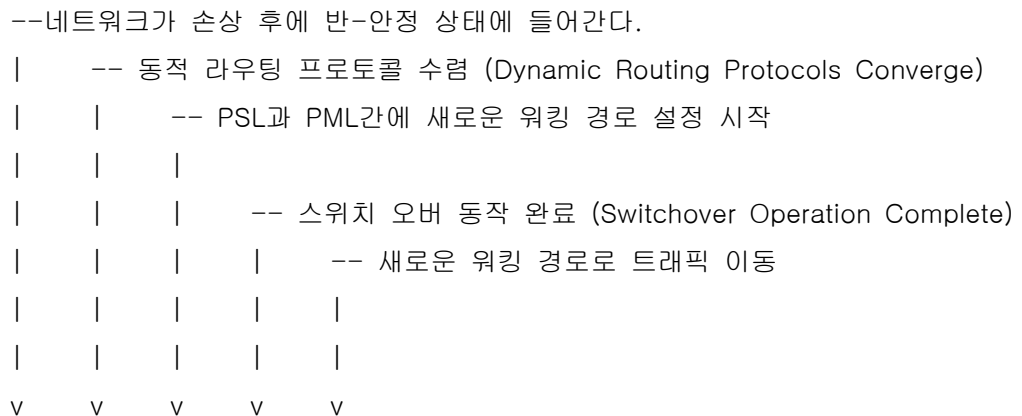 --네트워크가 손상 후에 반-안정 상태에 들어간다.
|     -- 동적 라우팅 프로토콜 수렴 (Dynamic Routing Protocols Converge)
|     |     -- PSL과 PML간에 새로운 워킹 경로 설정 시작
|     |     |
|     |     |     -- 스위치 오버 동작 완료 (Switchover Operation Complete)
|     |     |     |     -- 새로운 워킹 경로로 트래픽 이동
|     |     |     |     |
|     |     |     |     |
v     v     v     v     v